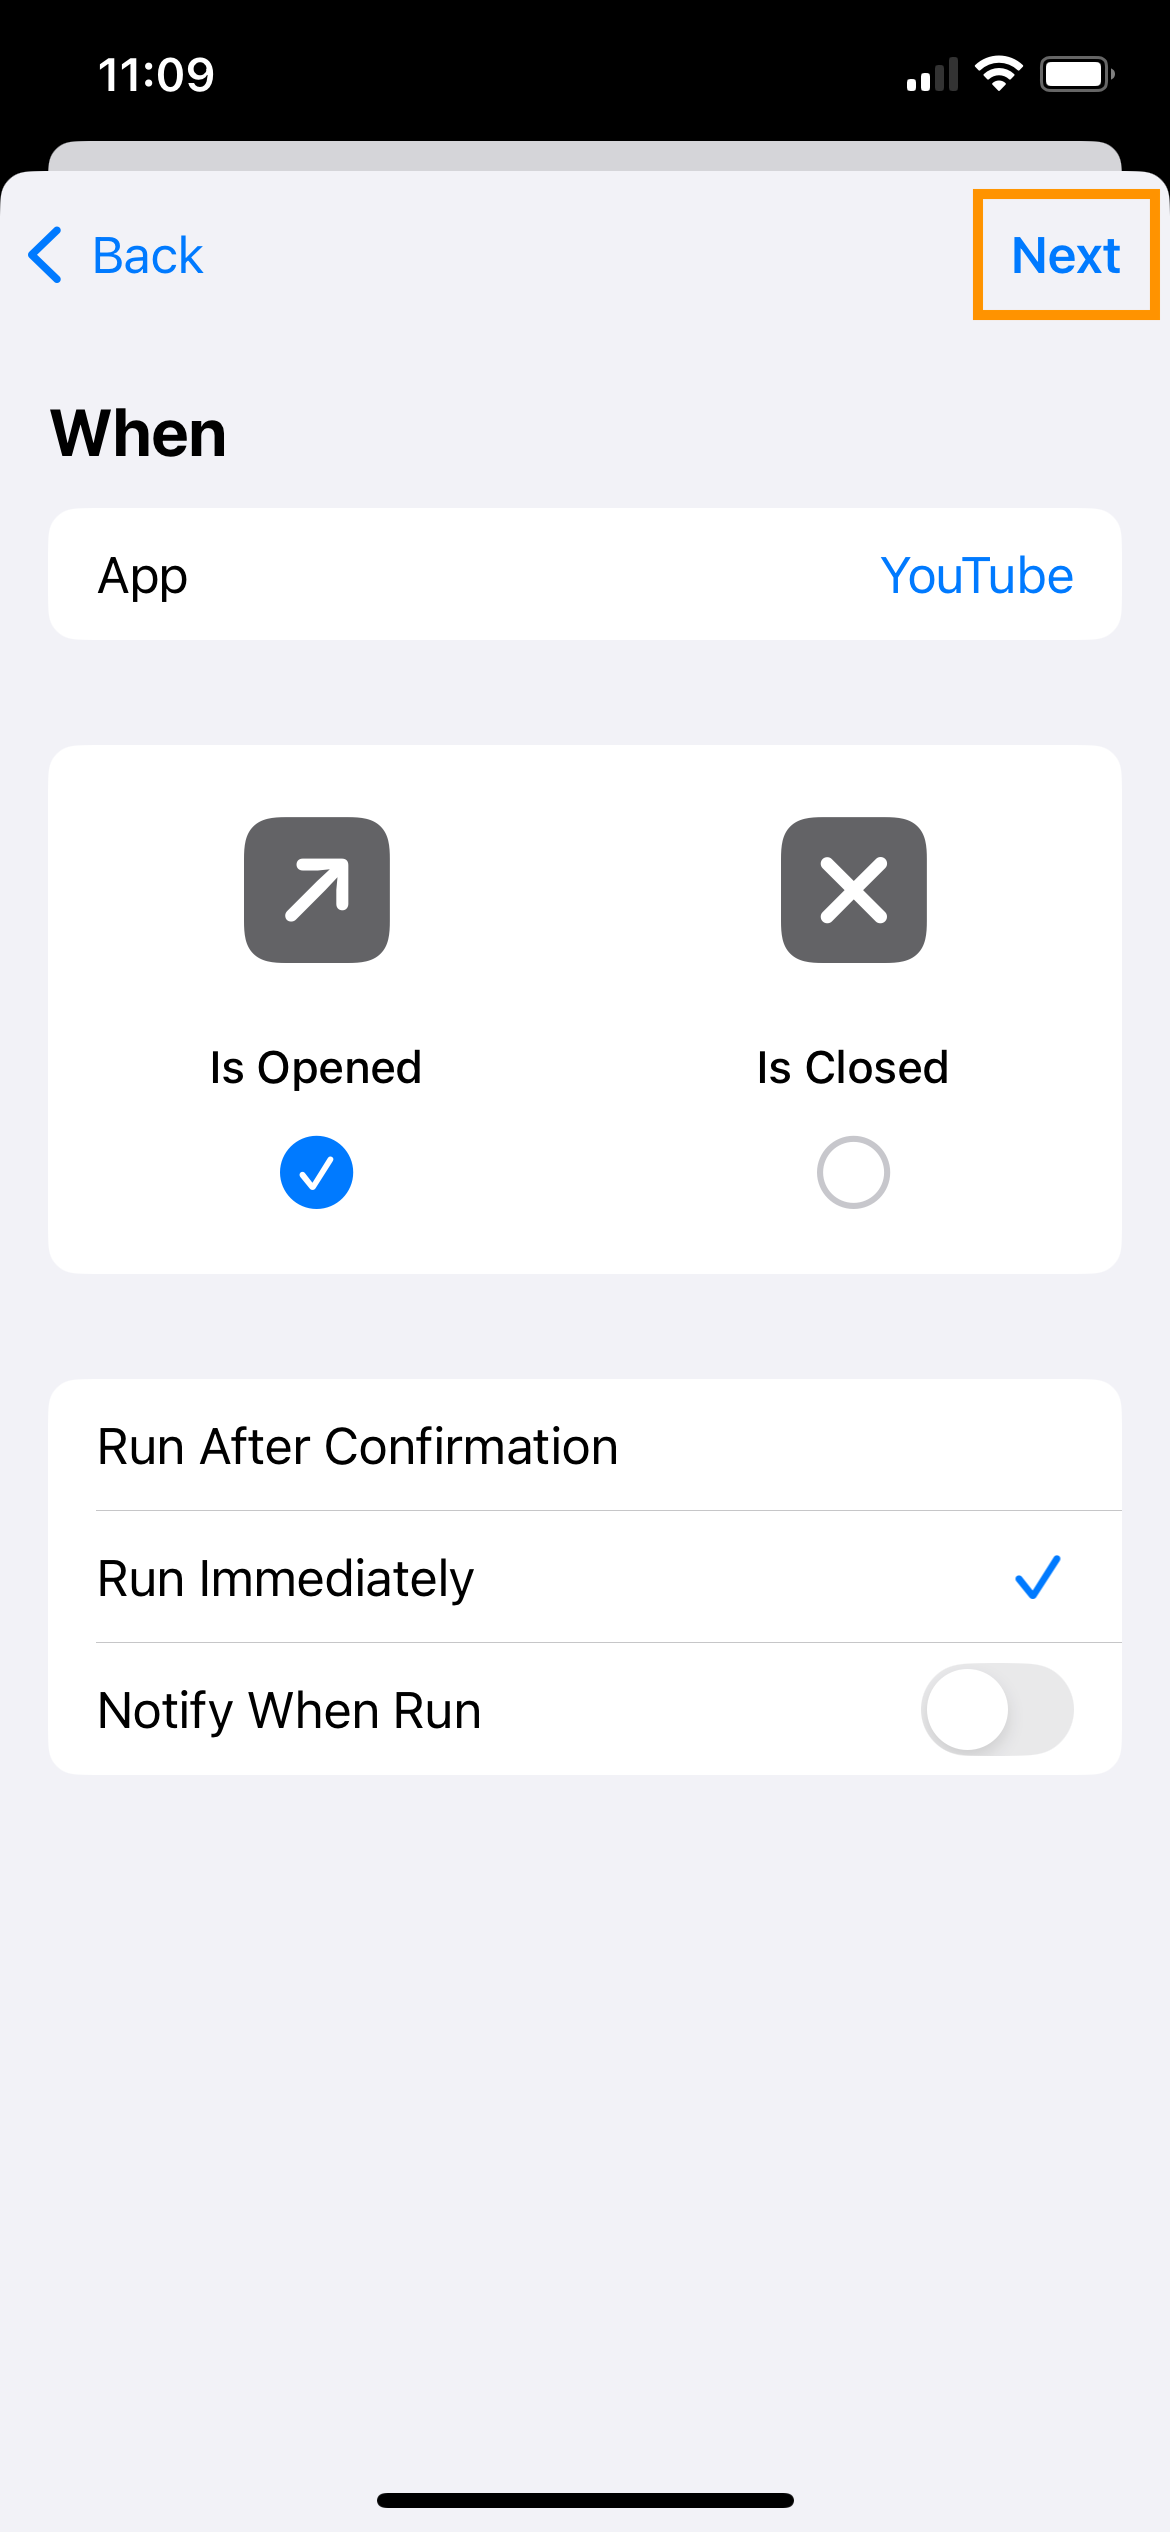 11:09
Back
Next
When
App
YouTube
Is Opened
Is Closed
Run After Confirmation
Run Immediately
Notify When Run